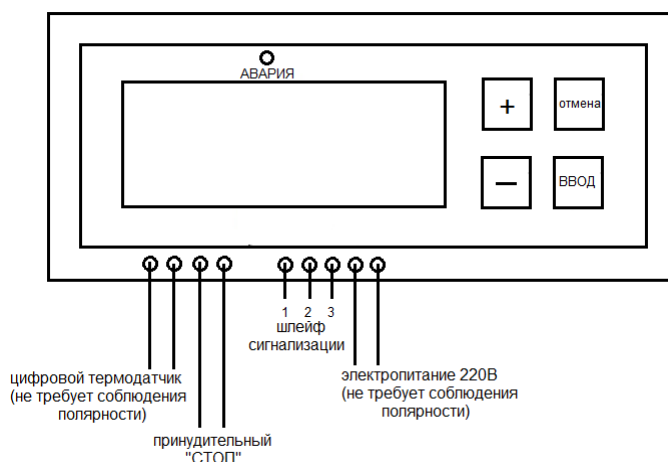 АВАРИЯ
+
отмена
—
ВВОД
1 2 3
шлейф
сигнализации
цифровой термодатчик
(не требует соблюдения
полярности)
электропитание 220В
(не требует соблюдения
полярности)
принудительный
"СТОП"